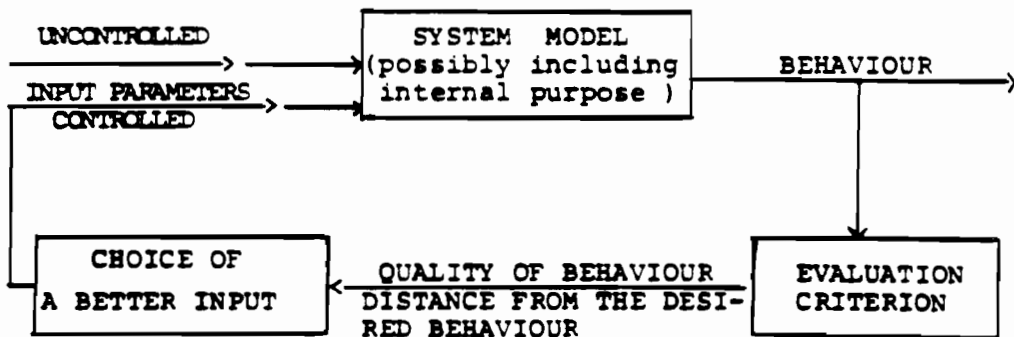 UNCONTROLLED
INPUT PARAMETERS
CONTROLLED
SYSTEM MODEL
(possibly including
internal purpose )
BEHAVIOUR
CHOICE OF
A BETTER INPUT
QUALITY OF BEHAVIOUR
DISTANCE FROM THE DESI-
RED BEHAVIOUR
EVALUATION
CRITERION